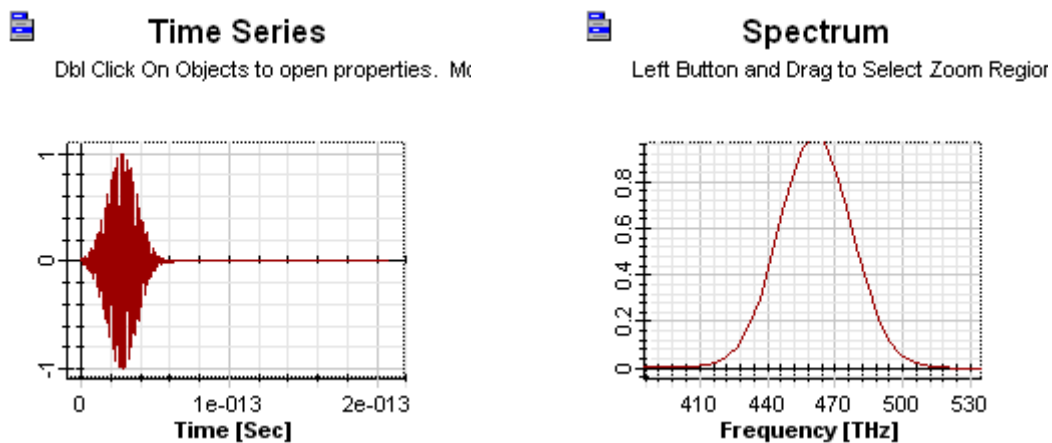 Time Series
Dbl Click On Objects to open properties. Mo
1
0
-1
0
1e-013
2e-013
Time [Sec]
Spectrum
Left Button and Drag to Select Zoom Region
0.8
0.6
0.4
0.2
0
410
440
470
500
530
Frequency [THz]